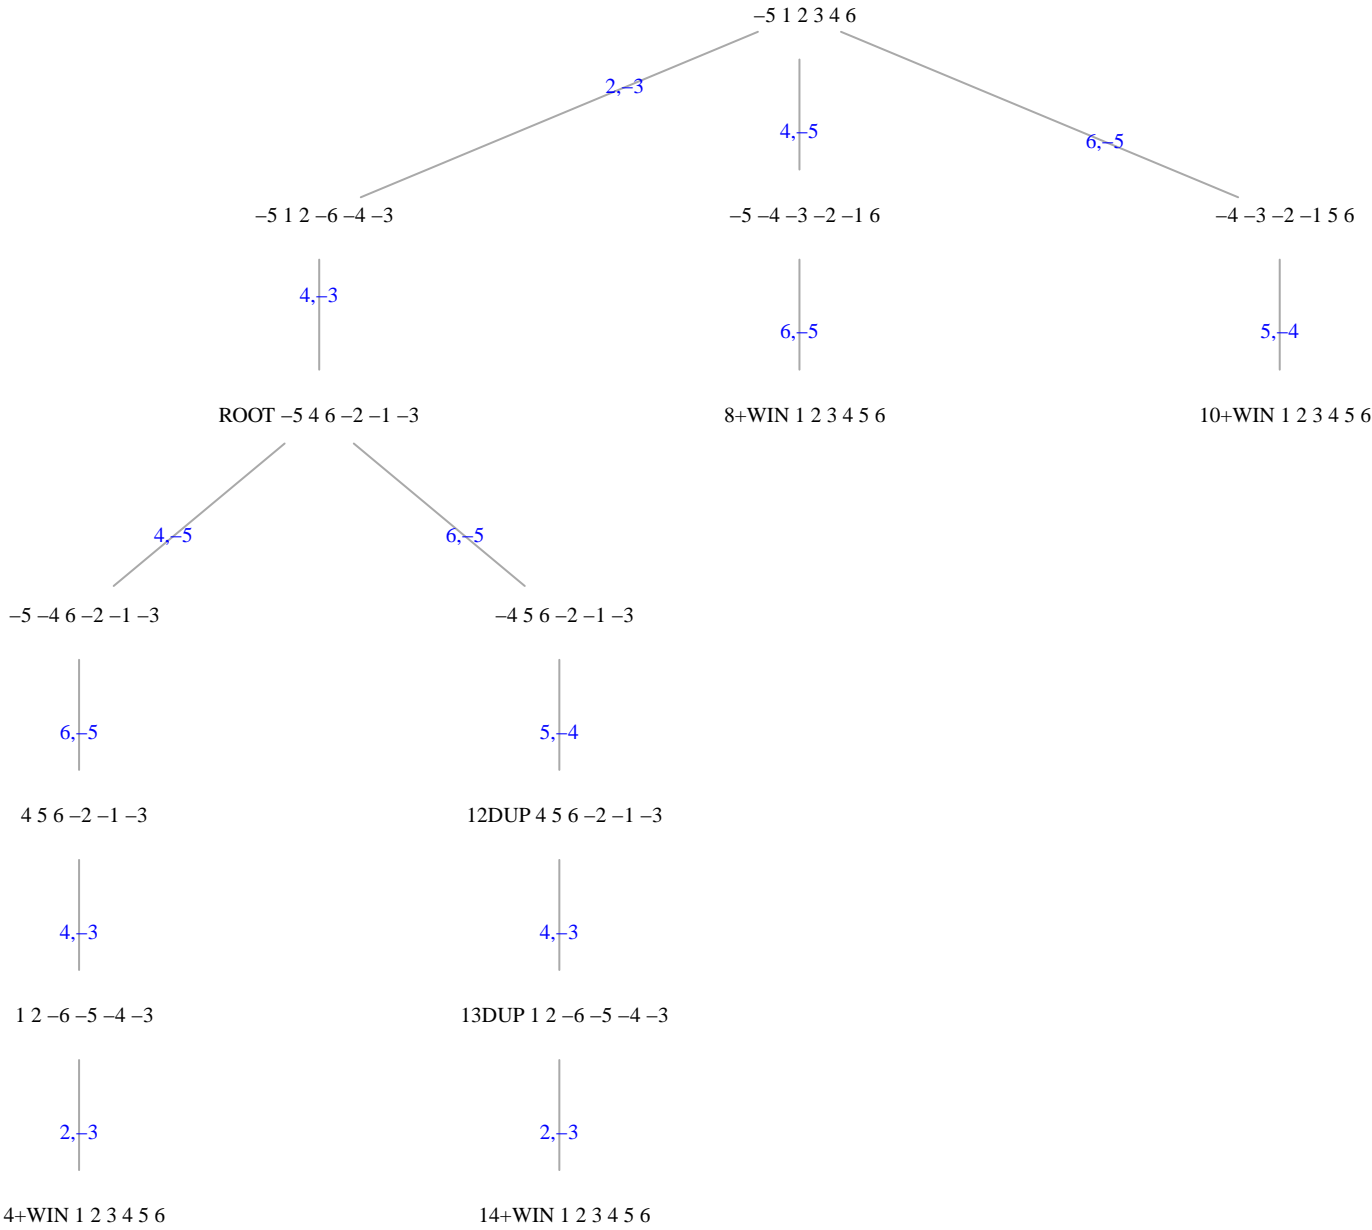 –5 1 2 3 4 6
2,–3
4,–5
6,–5
–5 1 2 –6 –4 –3
–5 –4 –3 –2 –1 6
–4 –3 –2 –1 5 6
4,–3
6,–5
5,–4
ROOT –5 4 6 –2 –1 –3
8+WIN 1 2 3 4 5 6
10+WIN 1 2 3 4 5 6
4,–5
6,–5
–5 –4 6 –2 –1 –3
–4 5 6 –2 –1 –3
6,–5
5,–4
4 5 6 –2 –1 –3
12DUP 4 5 6 –2 –1 –3
4,–3
4,–3
1 2 –6 –5 –4 –3
13DUP 1 2 –6 –5 –4 –3
2,–3
2,–3
4+WIN 1 2 3 4 5 6
14+WIN 1 2 3 4 5 6